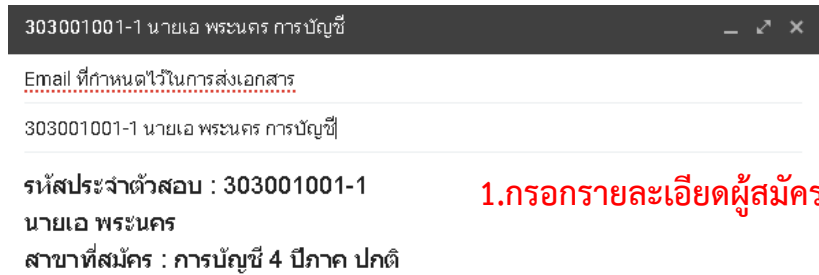 303001001-1 นายเอ พระนคร การบัญชี
Email ที่กำหนดไว้ในการส่งเอกสาร
303001001-1 นายเอ พระนคร การบัญชี
รหัสประจำตัวสอบ : 303001001-1
1.กรอกรายละเอียดผู้สมัคร
นายเอ พระนคร
สาขาที่สมัคร : การบัญชี 4 ปีภาค ปกติ